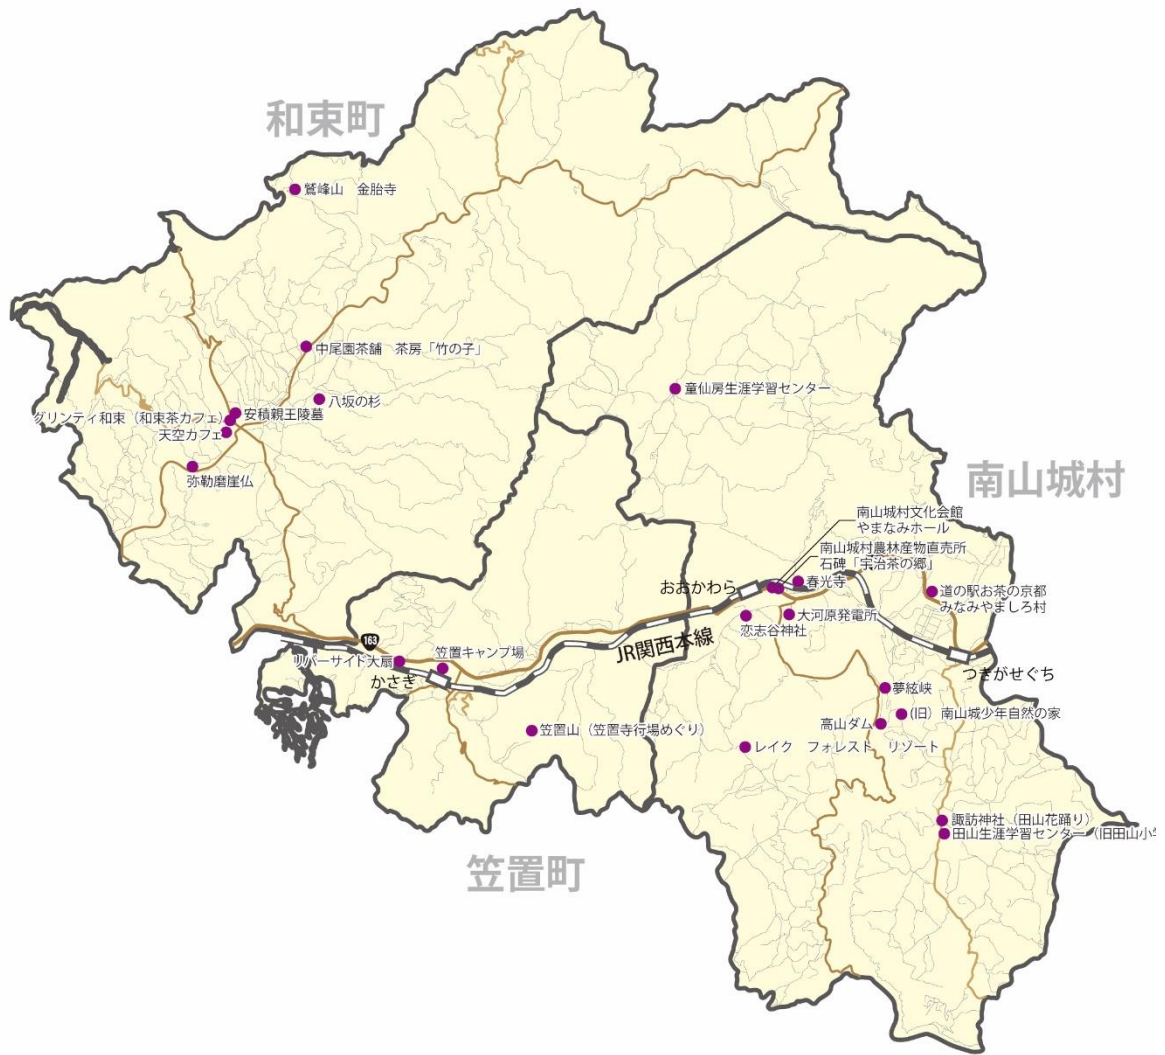 和束町
鷲峰山　金胎寺
中尾園茶舗　茶房「竹の子」
童仙房生涯学習センター
八坂の杉
安積親王陵墓
グリンティ和束（和束茶カフェ）
天空カフェ
弥勒磨崖仏
南山城村
南山城村文化会館
やまなみホール
南山城村農林産物直売所
石碑「宇治茶の郷」
おおかわら
春光寺
道の駅お茶の京都
みなみやましろ村
大河原発電所
恋志谷神社
163
JR関西本線
笠置キャンプ場
リバーサイド大扇
かさぎ
つきがせぐち
夢絃峡
(旧）南山城少年自然の家
高山ダム
笠置山（笠置寺行場めぐり）
レイク　フォレスト　リゾート
諏訪神社（田山花踊り）
田山生涯学習センター（旧田山小
笠置町